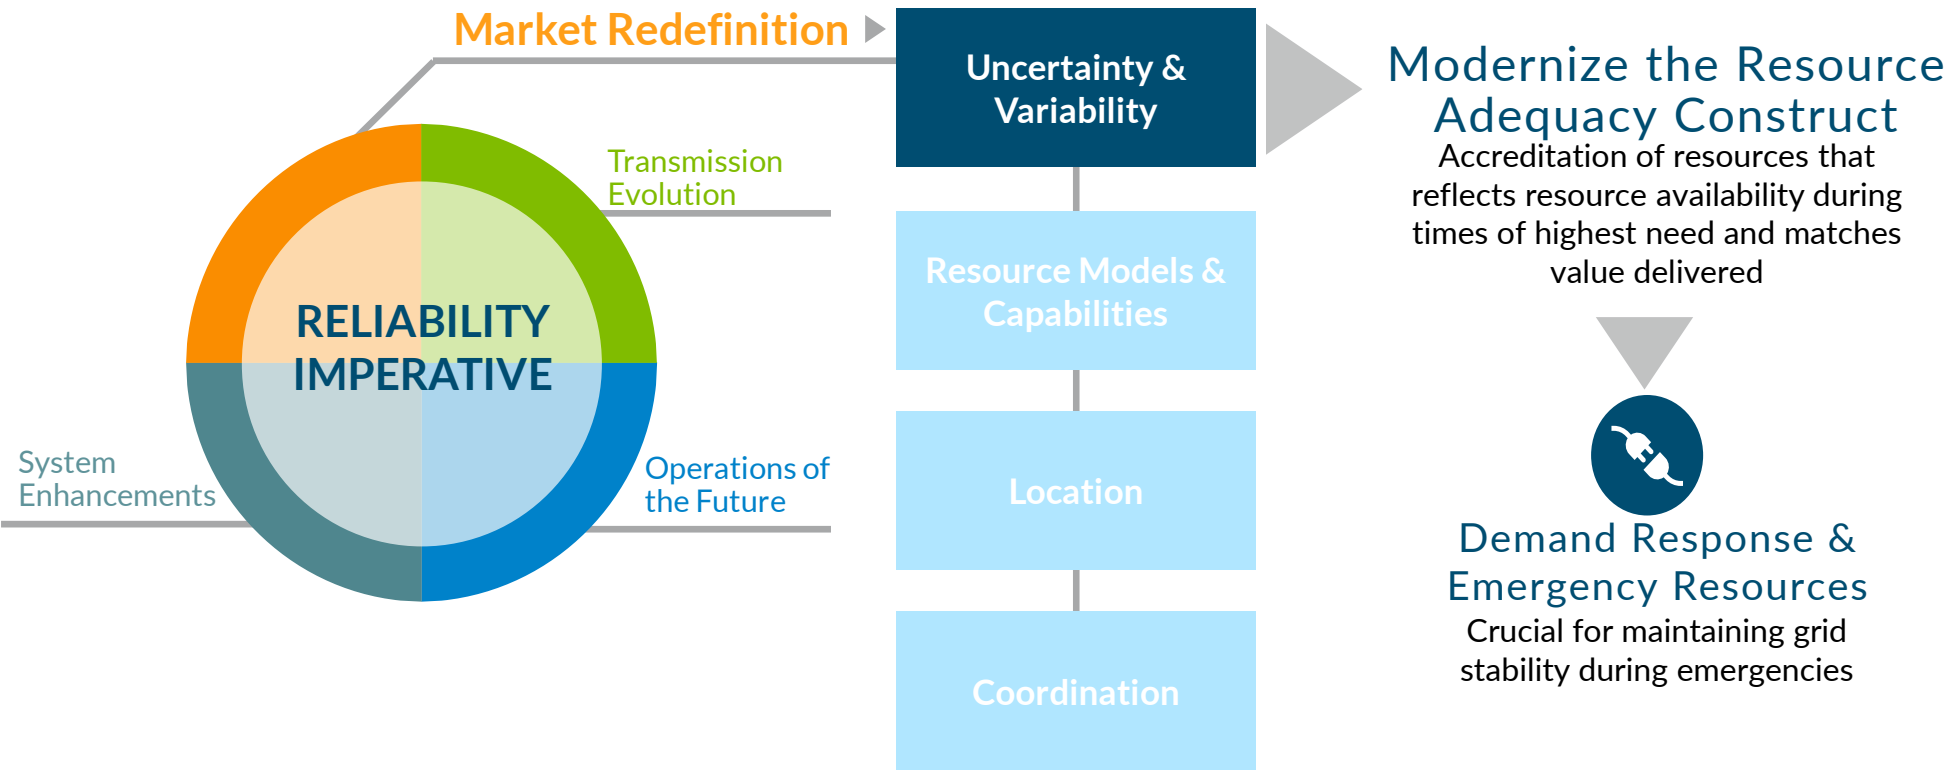 Market Redefinition
Transmission
Evolution
RELIABILITY
IMPERATIVE
System
Enhancements
Operations of
the Future
Uncertainty &
Variability
Resource Models &
Capabilities
Location
Coordination
Modernize the Resource
Adequacy Construct
Accreditation of resources that
reflects resource availability during
times of highest need and matches
value delivered
Demand Response &
Emergency Resources
Crucial for maintaining grid
stability during emergencies